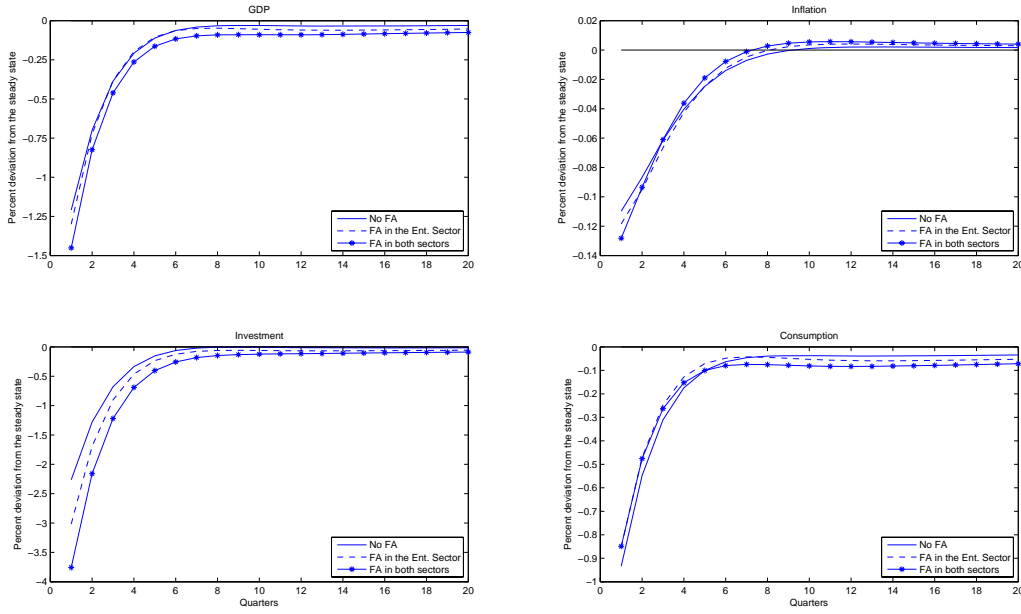 GDP
Percent deviation from the steady state
0
−0.25
−0.5
−0.75
−1
−1.25
−1.5
0 2 4 6 8 10 12 14 16 18 20
No FA
FA in the Ent. Sector
FA in both sectors
Inflation
Percent deviation from the steady state
0.02
0
−0.02
−0.04
−0.06
−0.08
−0.1
−0.12
−0.14
0 2 4 6 8 10 12 14 16 18 20
No FA
FA in the Ent. Sector
FA in both sectors
Investment
Percent deviation from the steady state
0
−0.5
−1
−1.5
−2
−2.5
−3
−3.5
−4
0 2 4 6 8 10 12 14 16 18 20
Quarters
No FA
FA in the Ent. Sector
FA in both sectors
Consumption
Percent deviation from the steady state
0
−0.1
−0.2
−0.3
−0.4
−0.5
−0.6
−0.7
−0.8
−0.9
−1
0 2 4 6 8 10 12 14 16 18 20
Quarters
No FA
FA in the Ent. Sector
FA in both sectors